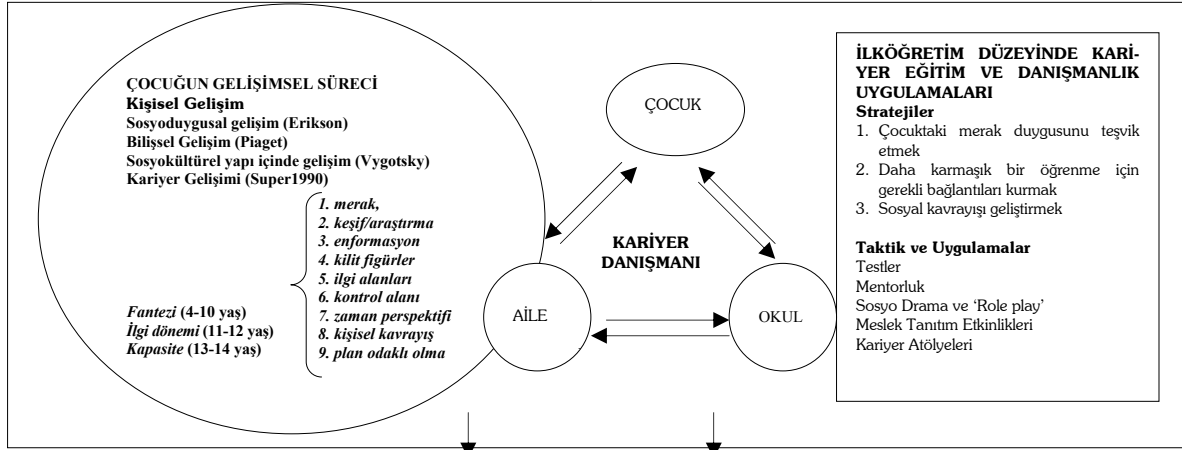 ÇOCUĞUN GELİŞİMSEL SÜRECİ
Kişisel Gelişim
Sosyoduygusal gelişim (Erikson)
Bilişsel Gelişim (Piaget)
Sosyokültürel yapı içinde gelişim (Vygotsky)
Kariyer Gelişimi (Super1990)
1. merak,
2. keşif/araştırma
3. enformasyon
4. kilit figürler
5. ilgi alanları
6. kontrol alanı
7. zaman perspektifi
8. kişisel kavrayış
9. plan odaklı olma
Fantezi (4-10 yaş)
İlgi dönemi (11-12 yaş)
Kapasite (13-14 yaş)
ÇOCUK
KARİYER
DANIŞMANI
AİLE
OKUL
İLKÖĞRETİM DÜZEYİNDE KARİ-
YER EĞİTİM VE DANIŞMANLIK
UYGULAMALARI
Stratejiler
1. Çocuktaki merak duygusunu teşvik
etmek
2. Daha karmaşık bir öğrenme için
gerekli bağlantıları kurmak
3. Sosyal kavrayışı geliştirmek
Taktik ve Uygulamalar
Testler
Mentorluk
Sosyo Drama ve ‘Role play’
Meslek Tanıtım Etkinlikleri
Kariyer Atölyeleri